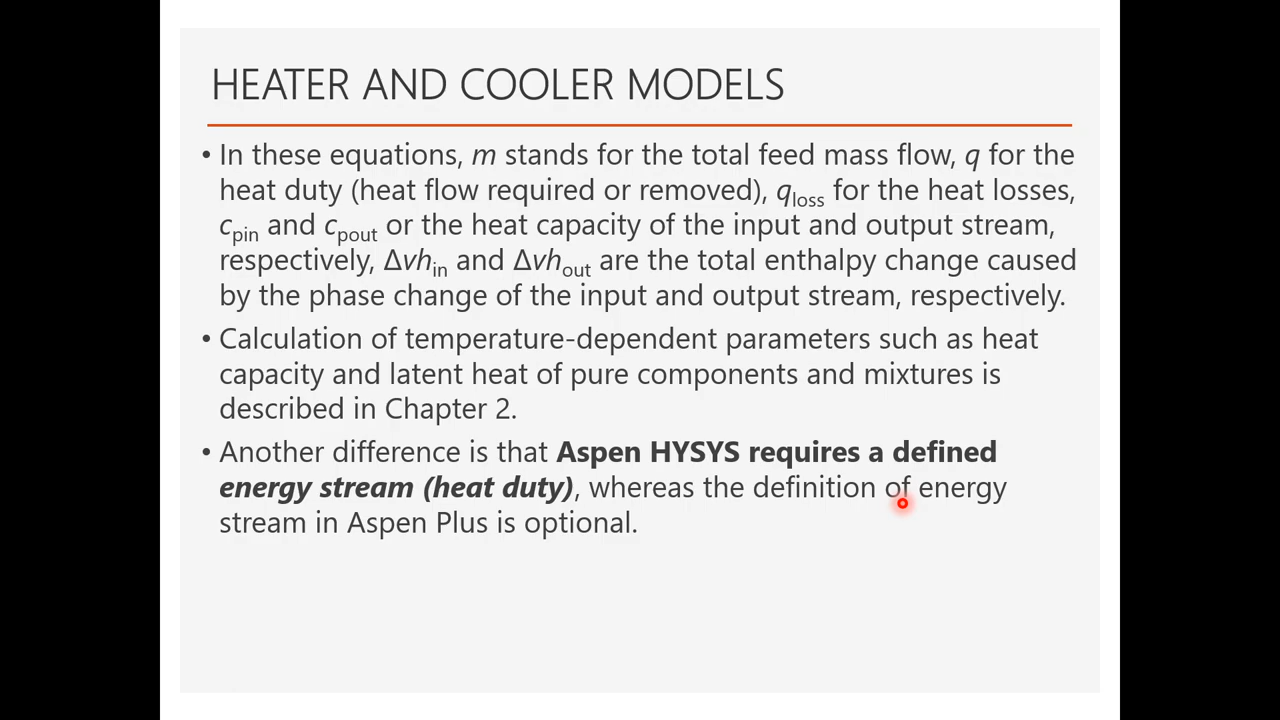 HEATER AND COOLER MODELS
• In these equations, m stands for the total feed mass flow, q for the
heat duty (heat flow required or removed), qloss for the heat losses,
cpin and cpout or the heat capacity of the input and output stream,
respectively, Δvhin and Δvhout are the total enthalpy change caused
by the phase change of the input and output stream, respectively.
• Calculation of temperature-dependent parameters such as heat
capacity and latent heat of pure components and mixtures is
described in Chapter 2.
• Another difference is that Aspen HYSYS requires a defined
energy stream (heat duty), whereas the definition of energy
stream in Aspen Plus is optional.